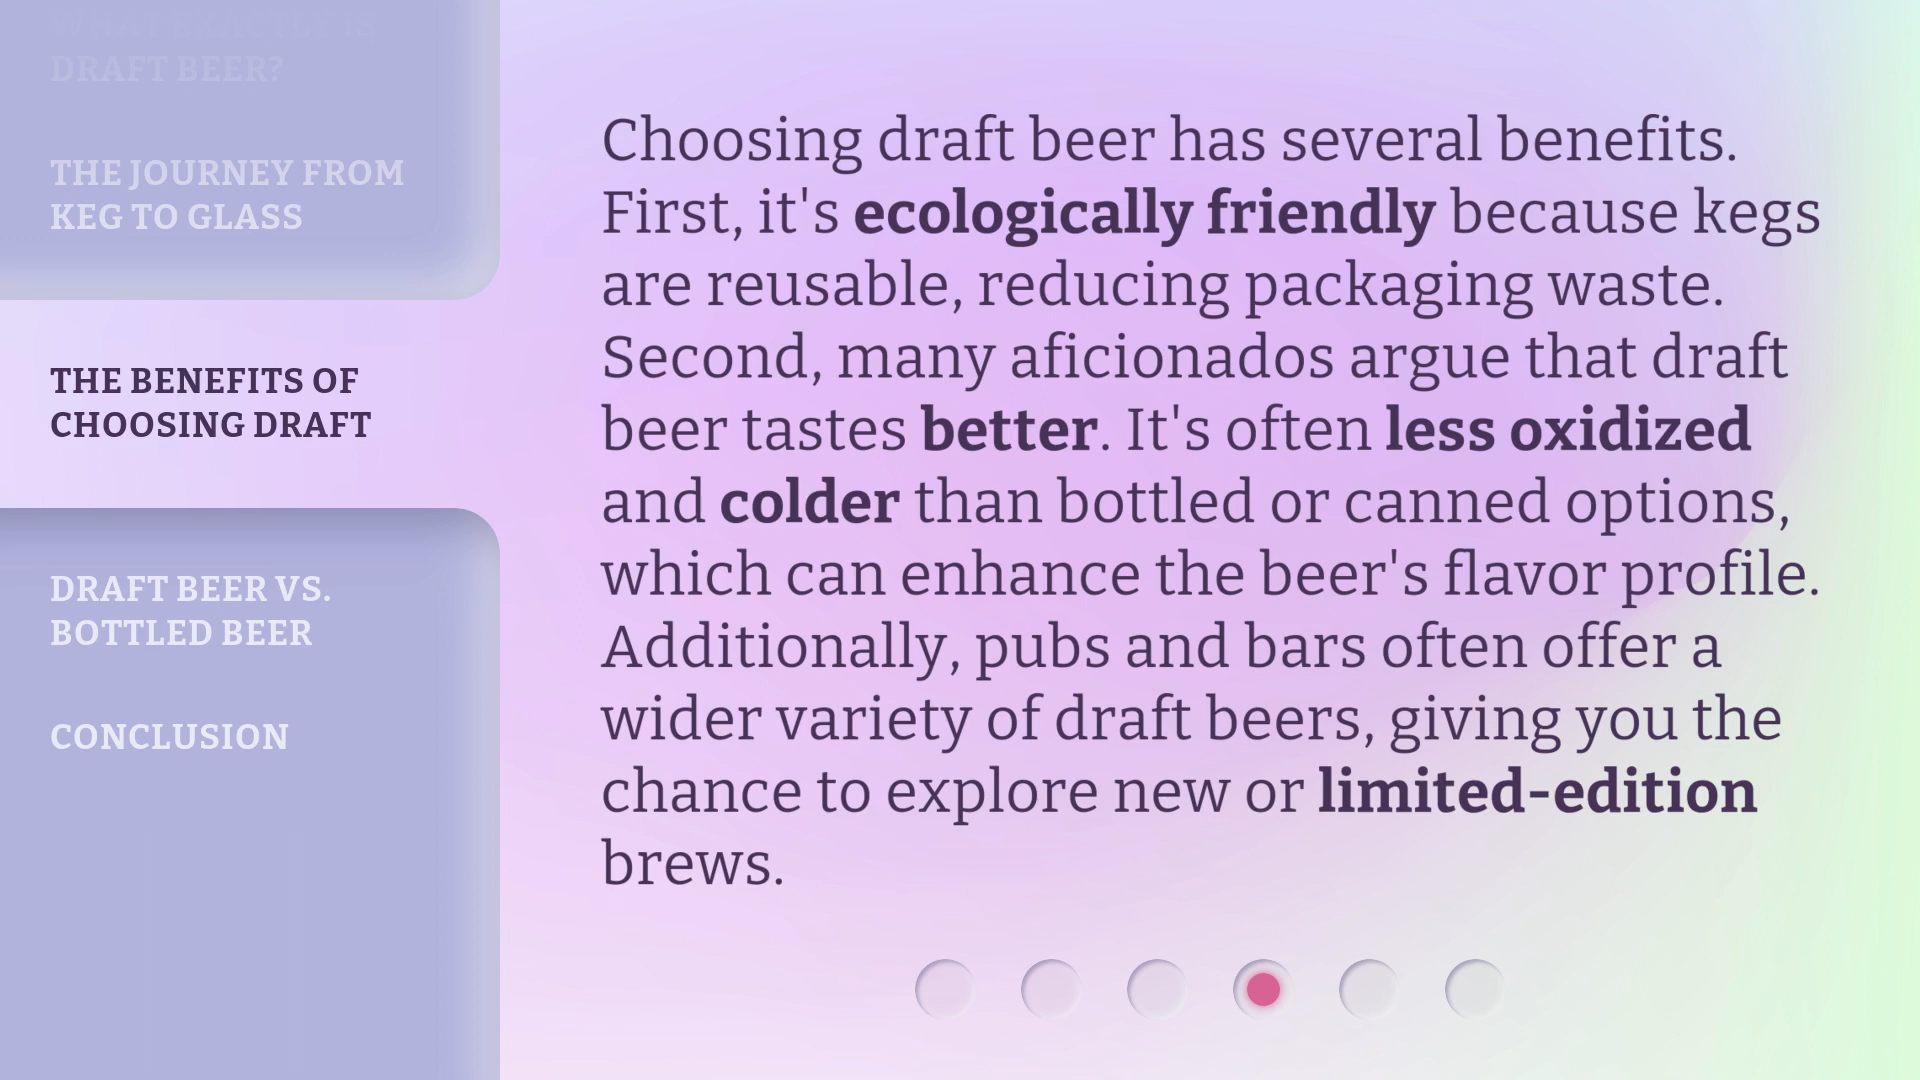 WHAT EXACTLY IS
DRAFT BEER?
THE JOURNEY FROM
KEG TO GLASS
THE BENEFITS OF
CHOOSING DRAFT
DRAFT BEER VS.
BOTTLED BEER
CONCLUSION
Choosing draft beer has several benefits.
First, it's ecologically friendly because kegs
are reusable, reducing packaging waste.
Second, many aficionados argue that draft
beer tastes better. It's often less oxidized
and colder than bottled or canned options,
which can enhance the beer's flavor profile.
Additionally, pubs and bars often offer a
wider variety of draft beers, giving you the
chance to explore new or limited-edition
brews.